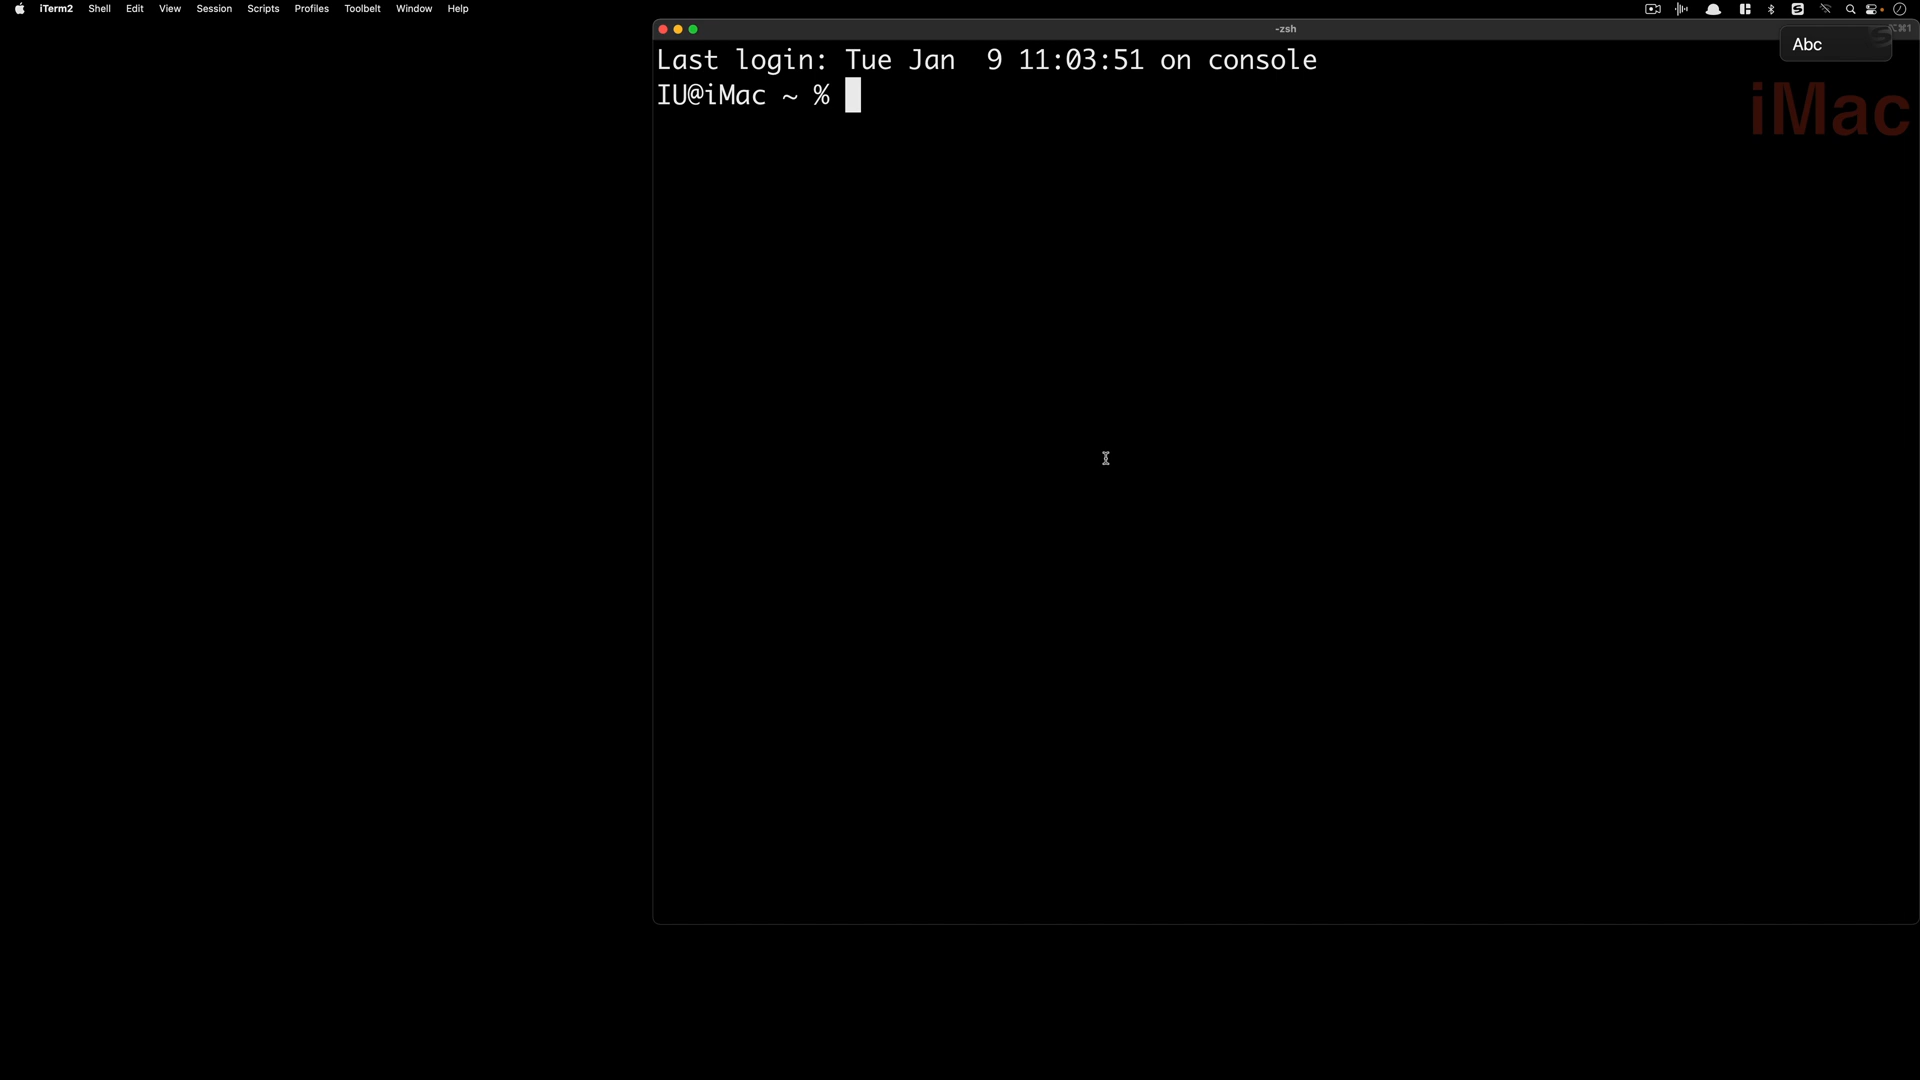 iTerm2 Shell Edit View Session Scripts Profiles Toolbelt Window Help
-zsh
⌥⌘1
Abc
Last login: Tue Jan  9 11:03:51 on console
IU@iMac ~ %
iMac